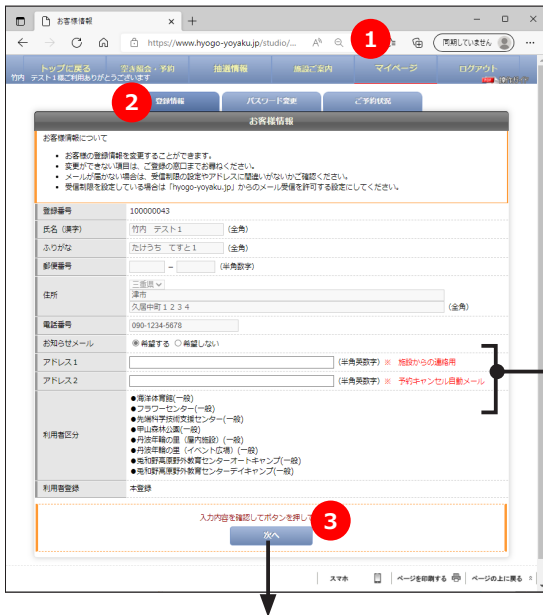 お客様情報
https://www.hyogo-yoyaku.jp/studio/...
1
同期していません
トップに戻る 空き照会・予約 抽選情報 施設ご案内 マイページ ログアウト
竹内 テスト1様ご利用ありがとうございます
2
登録情報 パスワード変更 ご予約状況
お客様情報
お客様情報について
• お客様の登録情報を変更することができます。
• 変更ができない項目は、ご登録の窓口までお尋ねください。
• メールが届かない場合は、受信制限の設定やアドレスに間違いがないかご確認ください。
• 受信制限を設定している場合は「hyogo-yoyaku.jp」からのメール受信を許可する設定にしてください。
登録番号 100000043
氏名（漢字） 竹内 テスト1 (全角)
ふりがな たけうち てすと1 (全角)
郵便番号 － (半角数字)
三重県
住所 津市
久居中町１２３４ (全角)
電話番号 090-1234-5678
お知らせメール 希望する 希望しない
アドレス1 (半角英数字) ※ 施設からの連絡用
アドレス2 (半角英数字) ※ 予約キャンセル自動メール
●海洋体育館(一般)
●フラワーセンター(一般)
●先端科学技術支援センター(一般)
●甲山森林公園(一般)
利用者区分 ●丹波年輪の里（屋内施設）(一般)
●丹波年輪の里（イベント広場）(一般)
●兎和野高原野外教育センターオートキャンプ(一般)
●兎和野高原野外教育センターデイキャンプ(一般)
利用者登録 本登録
入力内容を確認してボタンを押して
3
次へ
スマホ ページを印刷する ページの上に戻る